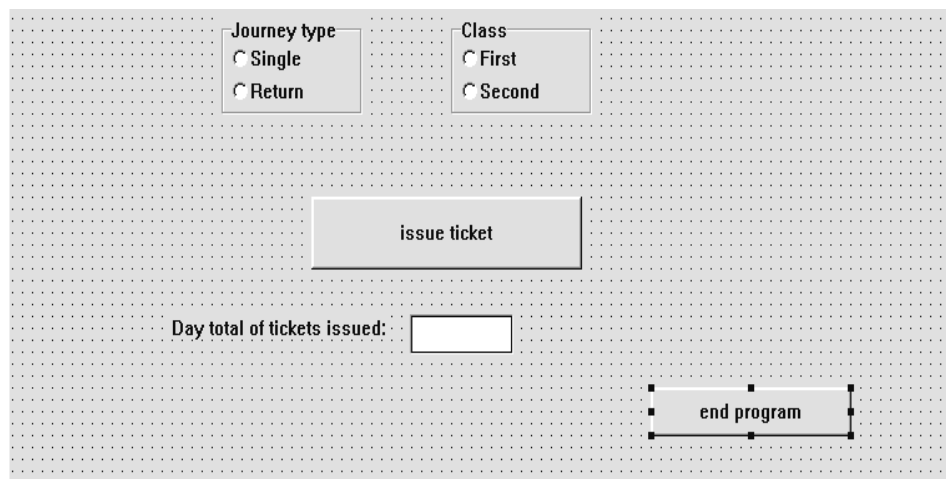 Journey type
Single
Return
Class
First
Second
issue ticket
Day total of tickets issued:
end program